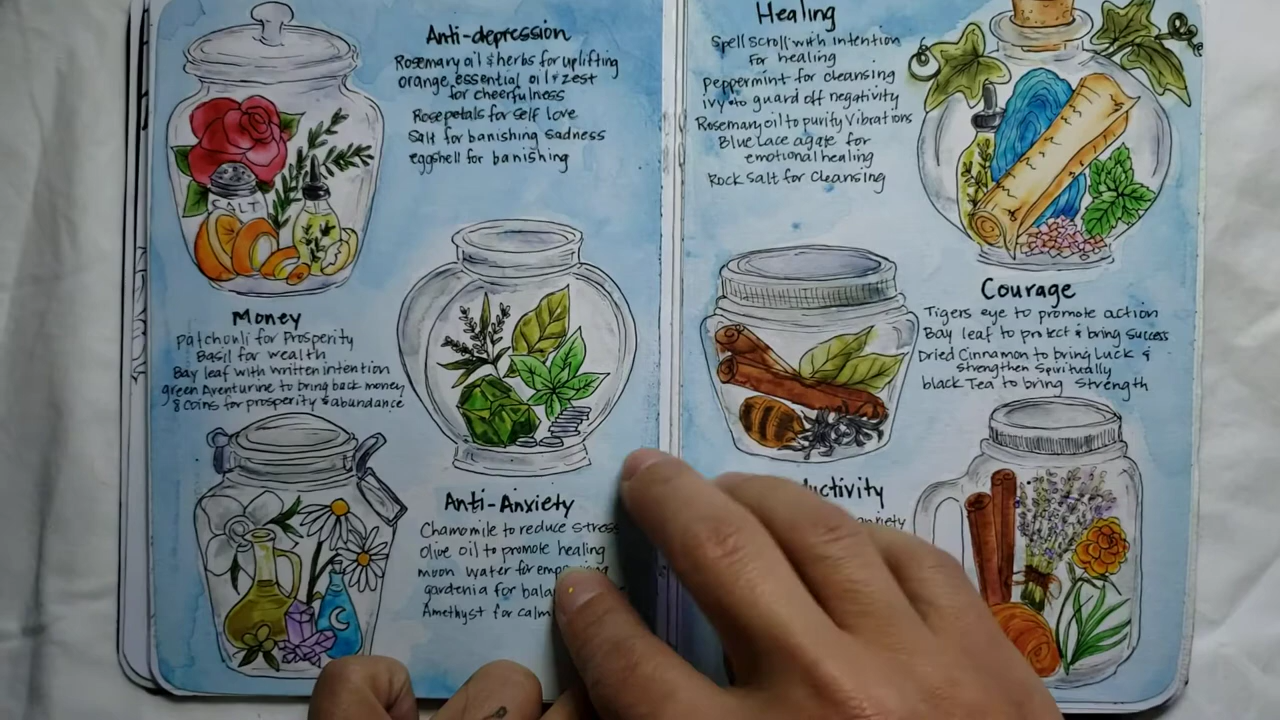 Anti-depression
Rosemary oil & herbs for uplifting
orange essential oil & zest
for cheerfulness
Rose petals for self love
Salt for banishing sadness
eggshell for banishing
SALT
Money
Patchouli for Prosperity
Basil for wealth
Bay leaf with written intention
green Aventurine to bring back money
8 coins for prosperity & abundance
Anti-Anxiety
Chamomile to reduce stress
Olive oil to promote healing
moon water for
gardenia for
Amethyst for calm
Healing
Spell scroll with intention
For healing
Peppermint for cleansing
ivy to guard off negativity
Rosemary oil to purify Vibrations
Blue lace agate for
emotional healing
Rock salt for Cleansing
Courage
Tigers eye to promote action
Bay leaf to protect & bring success
Dried Cinnamon to bring Luck &
strengthen Spiritually
black Tea to bring strength
uctivity
anxiety